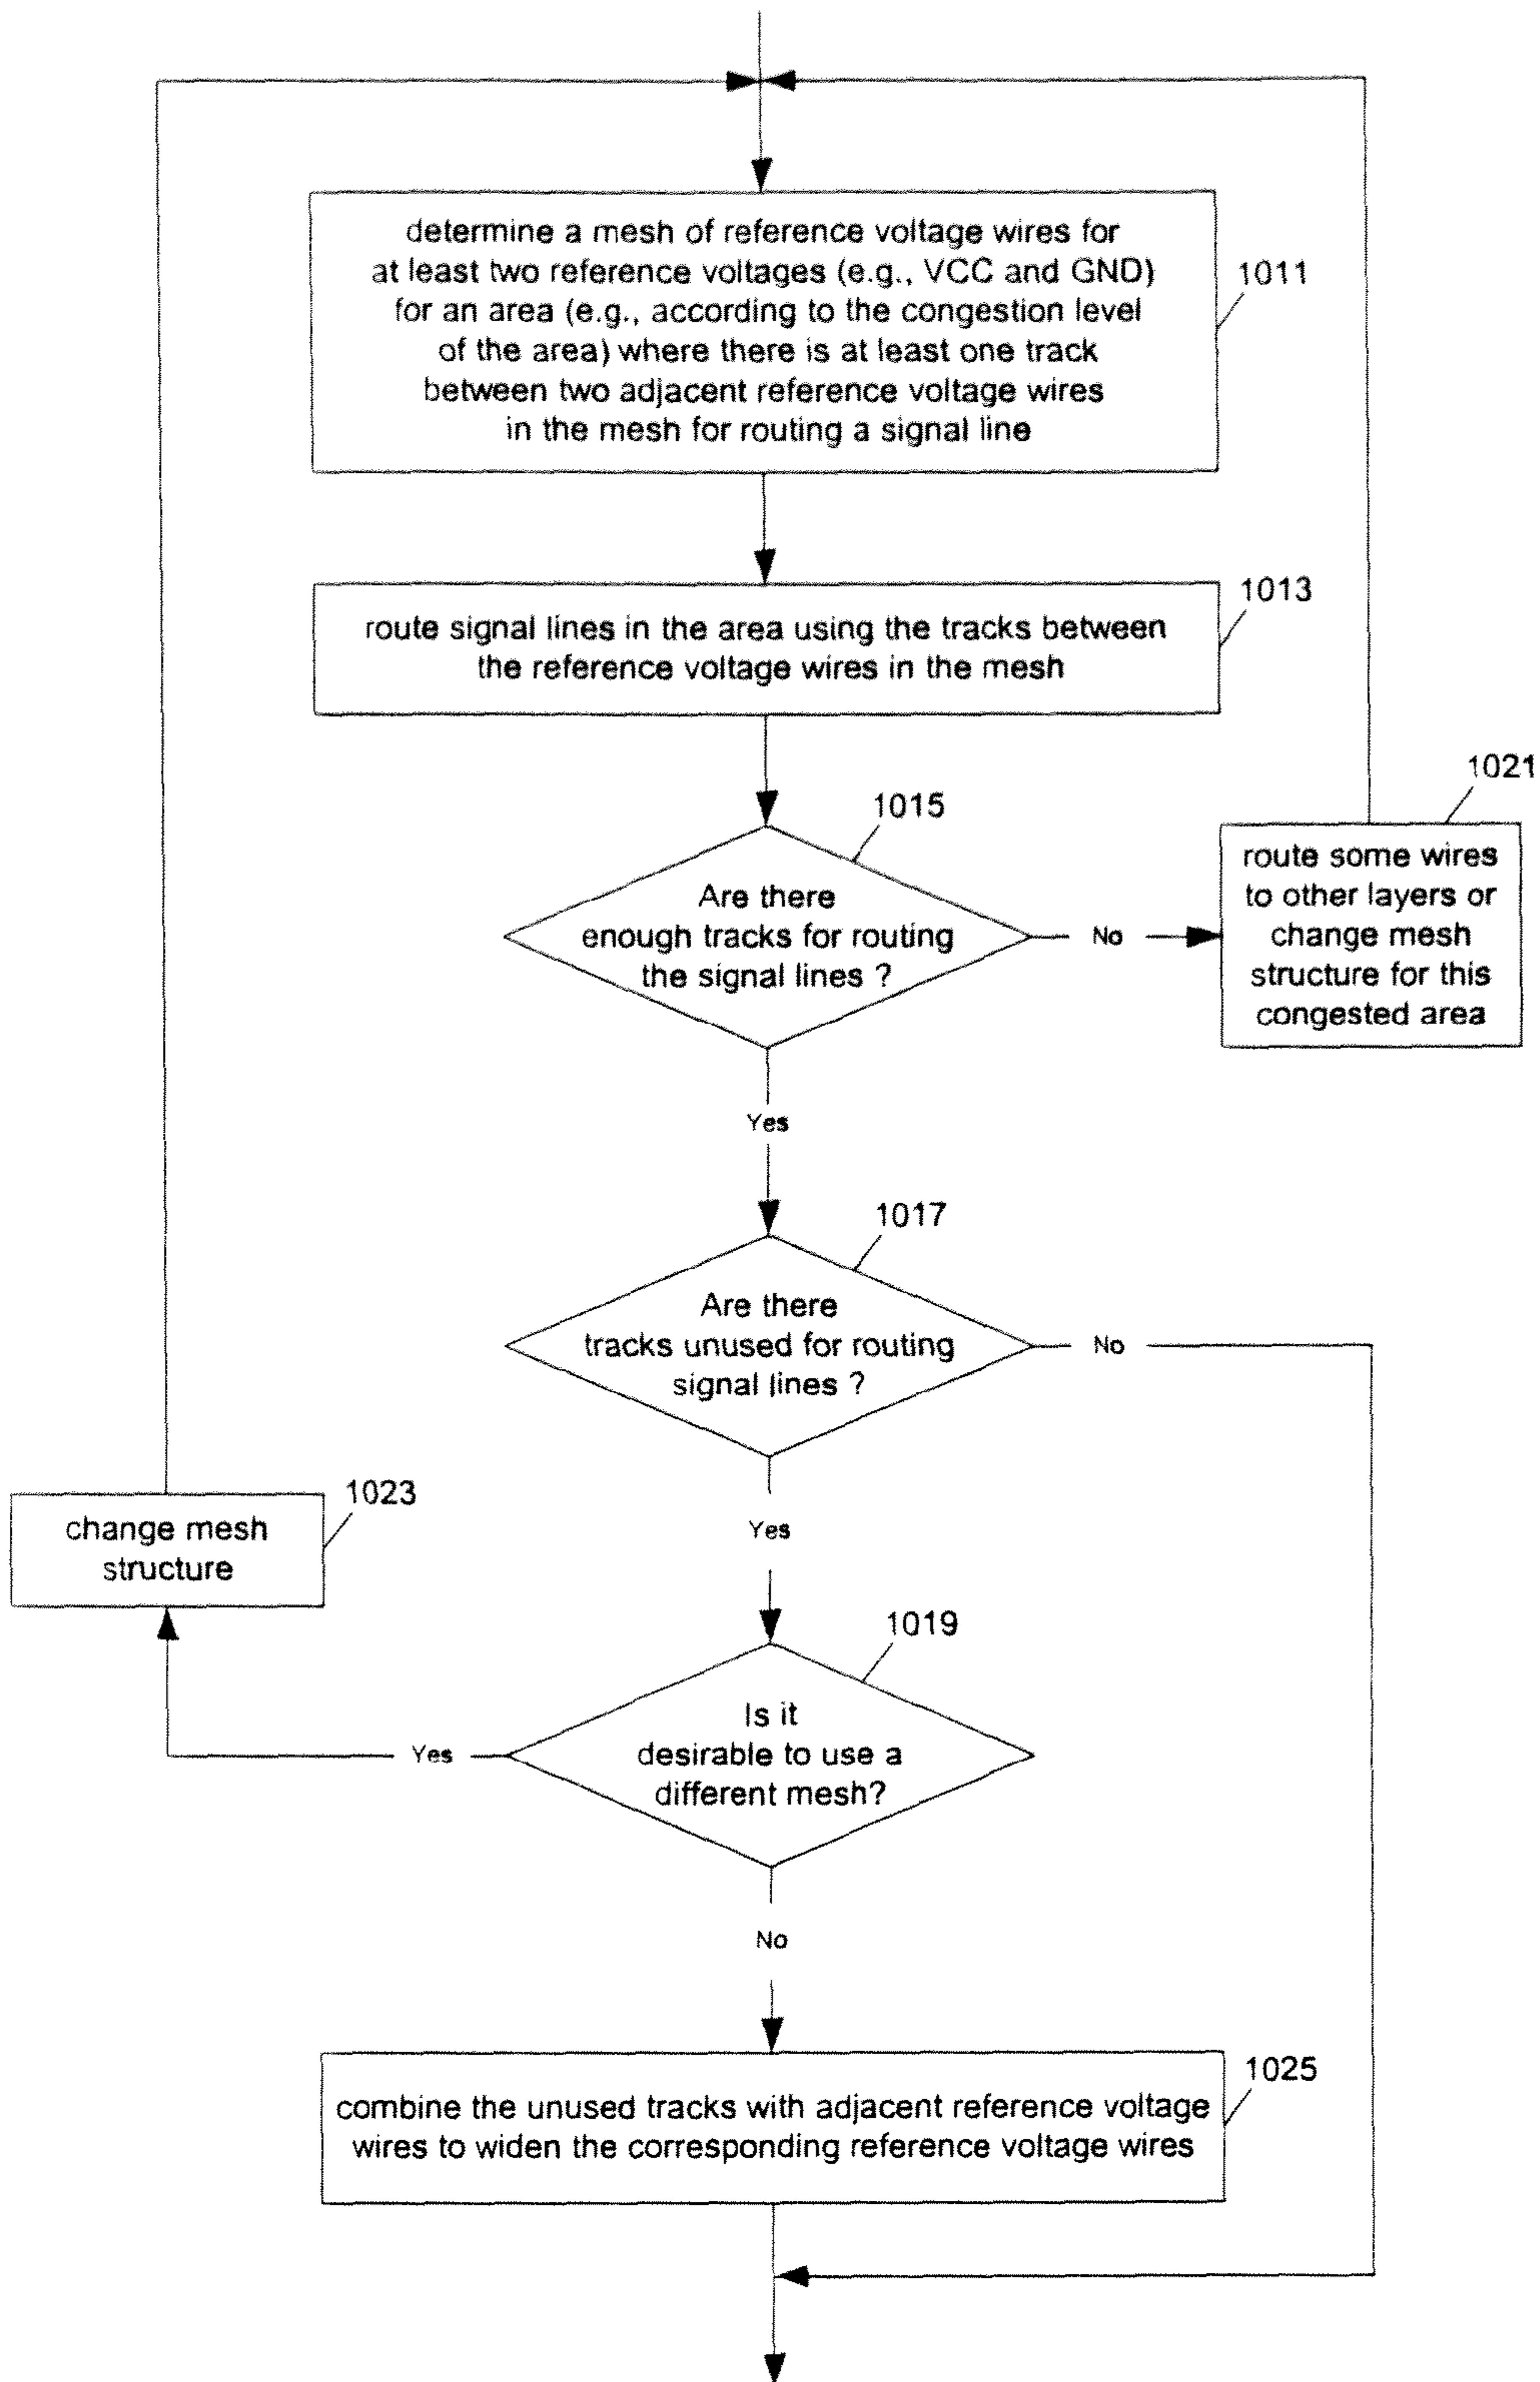 determine a mesh of reference voltage wires for
at least two reference voltages (e.g., VCC and GND)
for an area (e.g., according to the congestion level
of the area) where there is at least one track
between two adjacent reference voltage wires
in the mesh for routing a signal line
1011
route signal lines in the area using the tracks between
the reference voltage wires in the mesh
1013
1015
Are there
enough tracks for routing
the signal lines ?
No
1021
route some wires
to other layers or
change mesh
structure for this
congested area
Yes
1017
Are there
tracks unused for routing
signal lines ?
No
Yes
1023
change mesh
structure
1019
Is it
desirable to use a
different mesh?
Yes
No
1025
combine the unused tracks with adjacent reference voltage
wires to widen the corresponding reference voltage wires